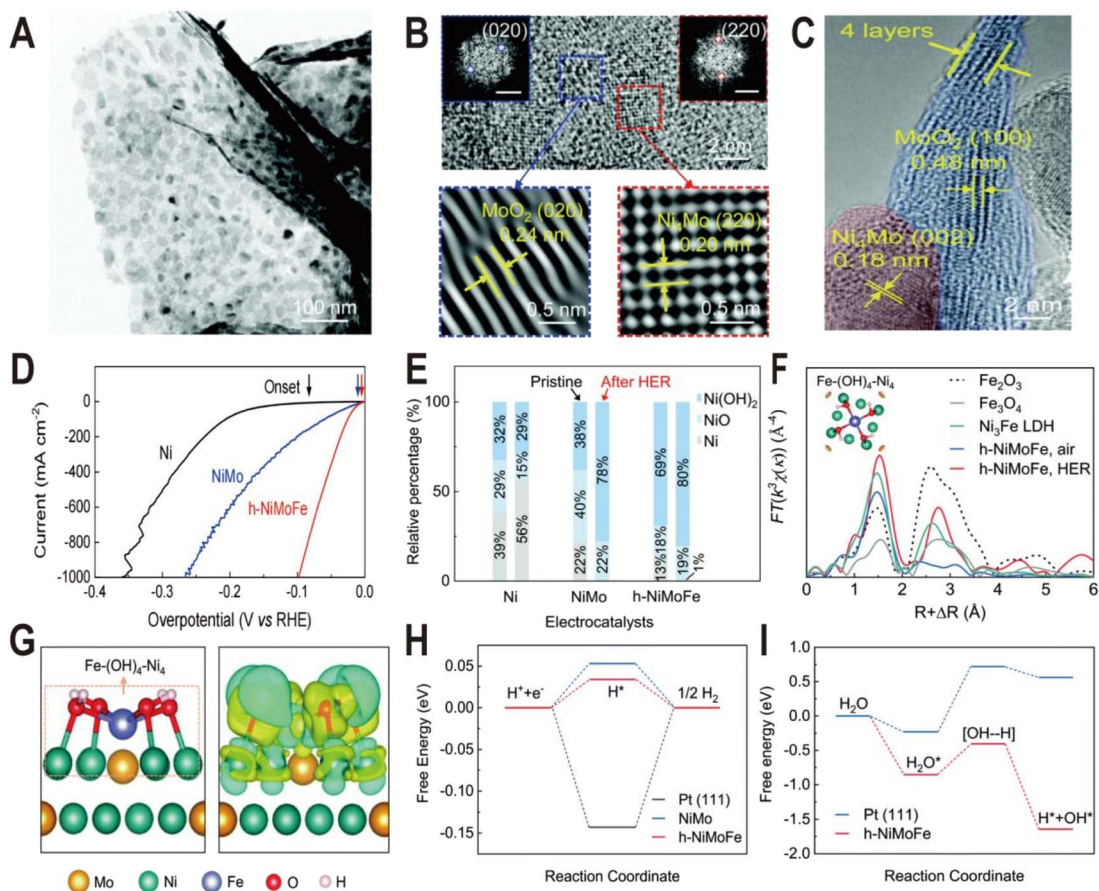 A
100 nm
B
(020)
(220)
2 nm
MoO2 (020)
0.24 nm
0.5 nm
Ni4Mo (220)
0.20 nm
0.5 nm
C
4 layers
MoO2 (100)
0.48 nm
Ni4Mo (002)
0.18 nm
2 nm
D
Onset
Ni
NiMo
h-NiMoFe
0
-200
-400
-600
-800
-1000
Current (mA cm-2)
-0.4 -0.3 -0.2 -0.1 0.0
Overpotential (V vs RHE)
E
Pristine
After HER
100
50
0
Relative percentage (%)
32% 29% 39%
29% 15% 56%
38% 40% 22%
78% 22%
69% 18% 13%
80% 19% 1%
Ni(OH)2
NiO
Ni
Ni NiMo h-NiMoFe
Electrocatalysts
F
Fe-(OH)4-Ni4
Fe2O3
Fe3O4
Ni3Fe LDH
h-NiMoFe, air
h-NiMoFe, HER
FT(k3χ(κ)) (Å-4)
0 1 2 3 4 5 6
R+ΔR (Å)
G
Fe-(OH)4-Ni4
Mo Ni Fe O H
H
0.05
0.00
-0.05
-0.10
-0.15
Free Energy (eV)
H++e-
H*
1/2 H2
Pt (111)
NiMo
h-NiMoFe
Reaction Coordinate
I
1.0
0.5
0.0
-0.5
-1.0
-1.5
-2.0
Free energy (eV)
H2O
H2O*
[OH--H]
H*+OH*
Pt (111)
h-NiMoFe
Reaction Coordinate